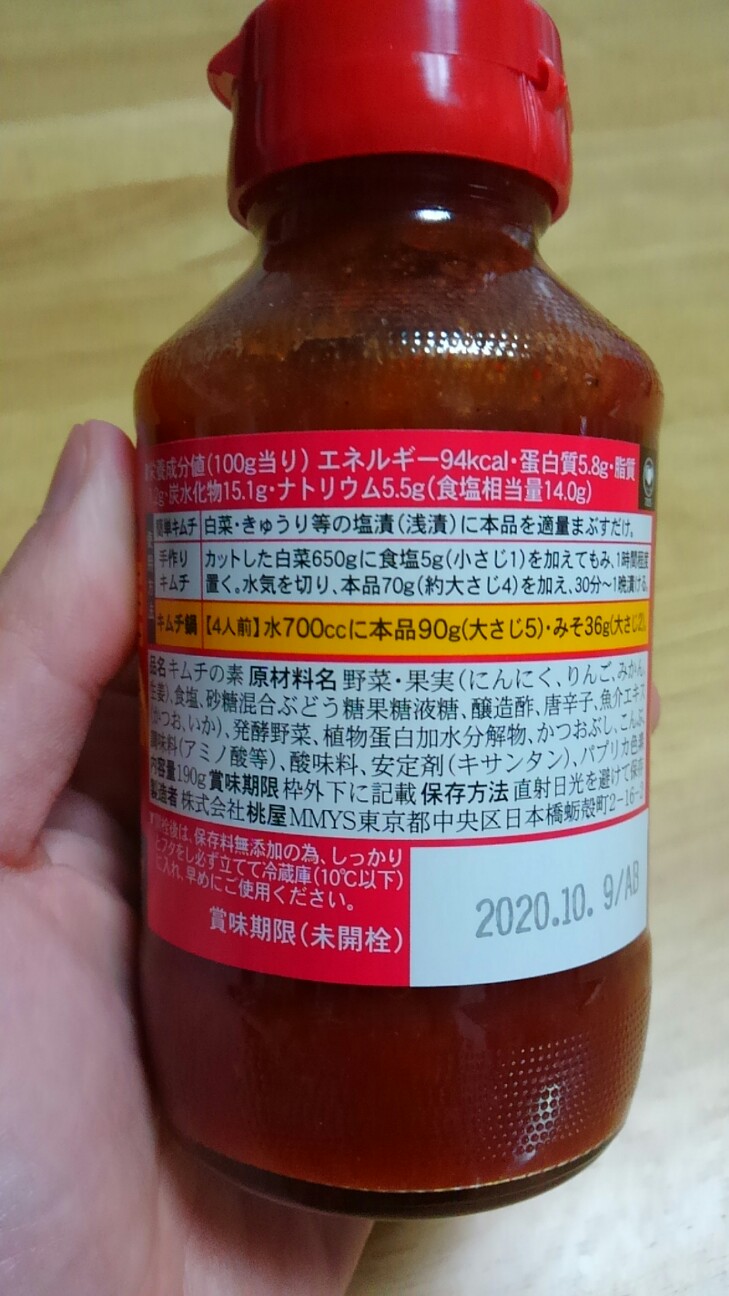 栄養成分値(100g当り) エネルギー94kcal・蛋白質5.8g・脂質
2g・炭水化物15.1g・ナトリウム5.5g(食塩相当量14.0g)
簡単キムチ 白菜・きゅうり等の塩漬(浅漬)に本品を適量まぶすだけ。
手作りキムチ カットした白菜650gに食塩5g(小さじ1)を加えてもみ、1時間程度
置く。水気を切り、本品70g(約大さじ4)を加え、30分〜1晩漬ける。
キムチ鍋 【4人前】水700ccに本品90g(大さじ5)・みそ36g(大さじ2)、
品名 キムチの素 原材料名 野菜・果実(にんにく、りんご、みかん、
生姜)、食塩、砂糖混合ぶどう糖果糖液糖、醸造酢、唐辛子、魚介エキス
(かつお、いか)、発酵野菜、植物蛋白加水分解物、かつおぶし、こんぶ、
調味料(アミノ酸等)、酸味料、安定剤(キサンタン)、パプリカ色素
内容量190g 賞味期限 枠外下に記載 保存方法 直射日光を避けて保存
製造者 株式会社桃屋MMYS東京都中央区日本橋蛎殻町2-16-2
開栓後は、保存料無添加の為、しっかり
とフタをし必ず立てて冷蔵庫(10℃以下)
に入れ、早めにご使用ください。
賞味期限(未開栓)
2020.10. 9/AB